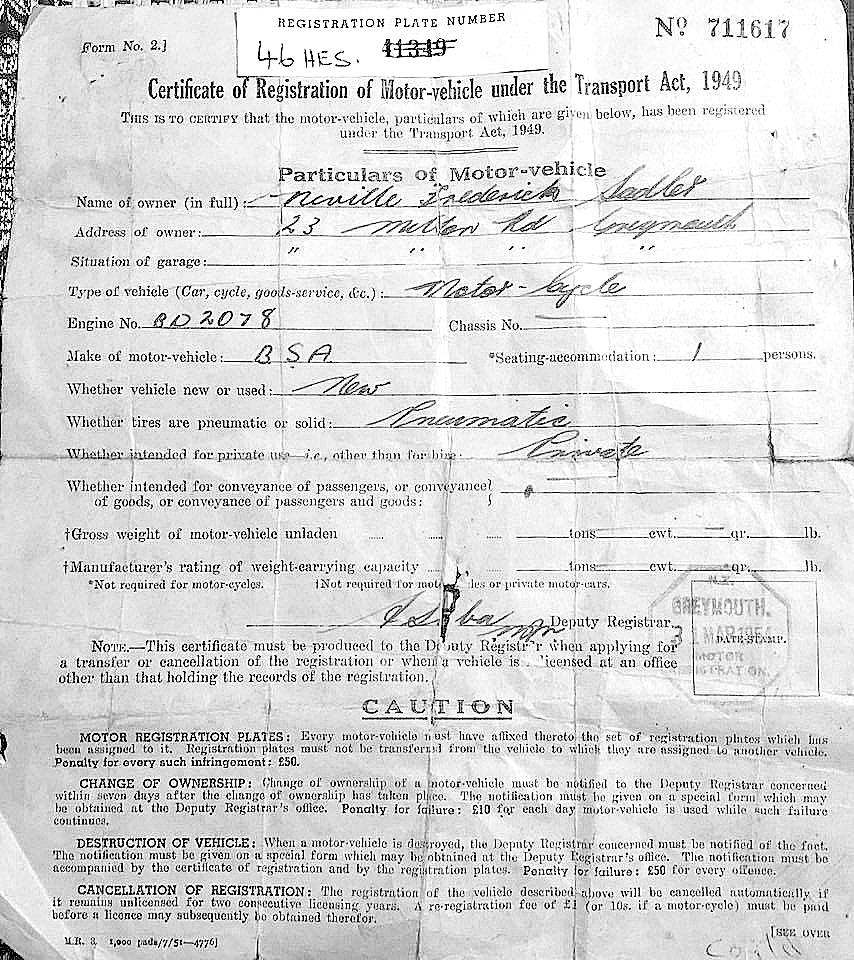 REGISTRATION PLATE NUMBER
46 HES. 41349
Nº 711617
Form No. 2.]
Certificate of Registration of Motor-vehicle under the Transport Act, 1949
THIS IS TO CERTIFY that the motor-vehicle, particulars of which are given below, has been registered
under the Transport Act, 1949.
Particulars of Motor-vehicle
Name of owner (in full): Neville Frederick Sadler
Address of owner: 23 Milton Rd Greymouth
Situation of garage: " " " "
Type of vehicle (Car, cycle, goods-service, &c.): Motor-Cycle
Engine No. BD2078 Chassis No.
Make of motor-vehicle: BSA *Seating-accommodation: 1 persons.
Whether vehicle new or used: New
Whether tires are pneumatic or solid: Pneumatic
Whether intended for private use—i.e., other than for hire: Private
Whether intended for conveyance of passengers, or conveyance
of goods, or conveyance of passengers and goods:
†Gross weight of motor-vehicle unladen tons cwt. qr. lb.
†Manufacturer's rating of weight-carrying capacity tons cwt. qr. lb.
*Not required for motor-cycles. †Not required for motor-cycles or private motor-cars.
Deputy Registrar.
N.Z.
GREYMOUTH.
31 MAR 1954
MOTOR
REGISTRATION.
DATE-STAMP.
NOTE.—This certificate must be produced to the Deputy Registrar when applying for
a transfer or cancellation of the registration or when a vehicle is licensed at an office
other than that holding the records of the registration.
CAUTION
MOTOR REGISTRATION PLATES: Every motor-vehicle must have affixed thereto the set of registration plates which has
been assigned to it. Registration plates must not be transferred from the vehicle to which they are assigned to another vehicle.
Penalty for every such infringement: £50.
CHANGE OF OWNERSHIP: Change of ownership of a motor-vehicle must be notified to the Deputy Registrar concerned
within seven days after the change of ownership has taken place. The notification must be given on a special form which may
be obtained at the Deputy Registrar's office. Penalty for failure: £10 for each day motor-vehicle is used while such failure
continues.
DESTRUCTION OF VEHICLE: When a motor-vehicle is destroyed, the Deputy Registrar concerned must be notified of the fact.
The notification must be given on a special form which may be obtained at the Deputy Registrar's office. The notification must be
accompanied by the certificate of registration and by the registration plates. Penalty for failure: £50 for every offence.
CANCELLATION OF REGISTRATION: The registration of the vehicle described above will be cancelled automatically if
it remains unlicensed for two consecutive licensing years. A re-registration fee of £1 (or 10s. if a motor-cycle) must be paid
before a licence may subsequently be obtained therefor.
M.R. 3. 1,000 pads/7/51—4776]
[SEE OVER